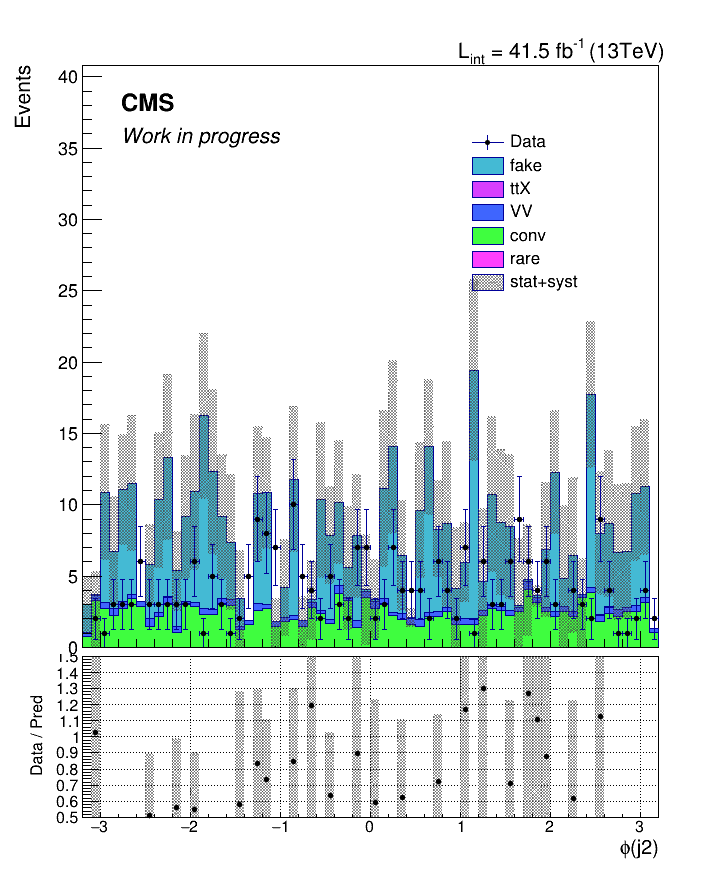 L_int = 41.5 fb^-1 (13TeV)
Events
40
35
30
25
20
15
10
5
0
CMS
Work in progress
Data
fake
ttX
VV
conv
rare
stat+syst
Data / Pred
1.5
1.4
1.3
1.2
1.1
1
0.9
0.8
0.7
0.6
0.5
−3 −2 −1 0 1 2 3
ϕ(j2)